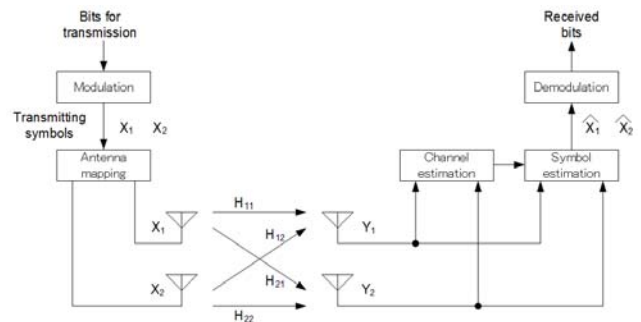 Bits for
transmission
Modulation
Transmitting
symbols
X1 X2
Antenna
mapping
X1
X2
H11
H12
H21
H22
Y1
Y2
Channel
estimation
Symbol
estimation
X̂1 X̂2
Demodulation
Received
bits